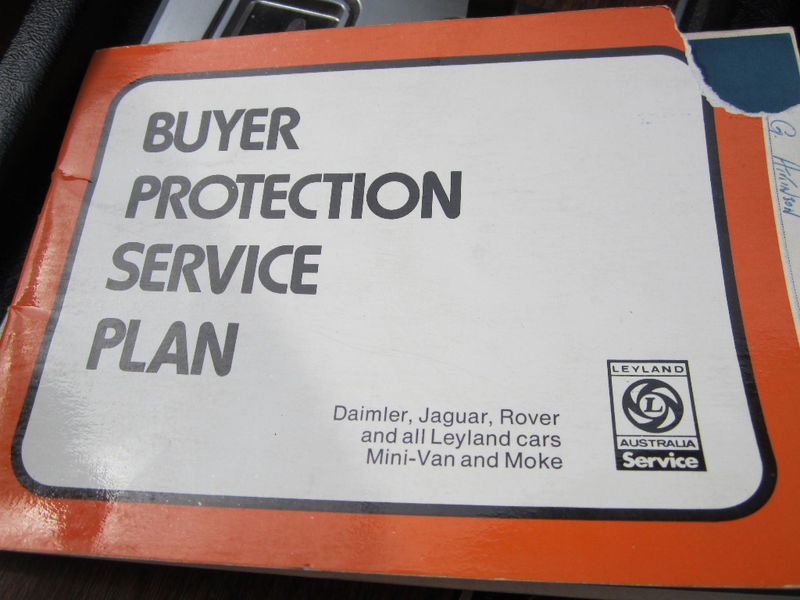 BUYER
PROTECTION
SERVICE
PLAN
Daimler, Jaguar, Rover
and all Leyland cars
Mini-Van and Moke
LEYLAND
L
AUSTRALIA
Service
G.